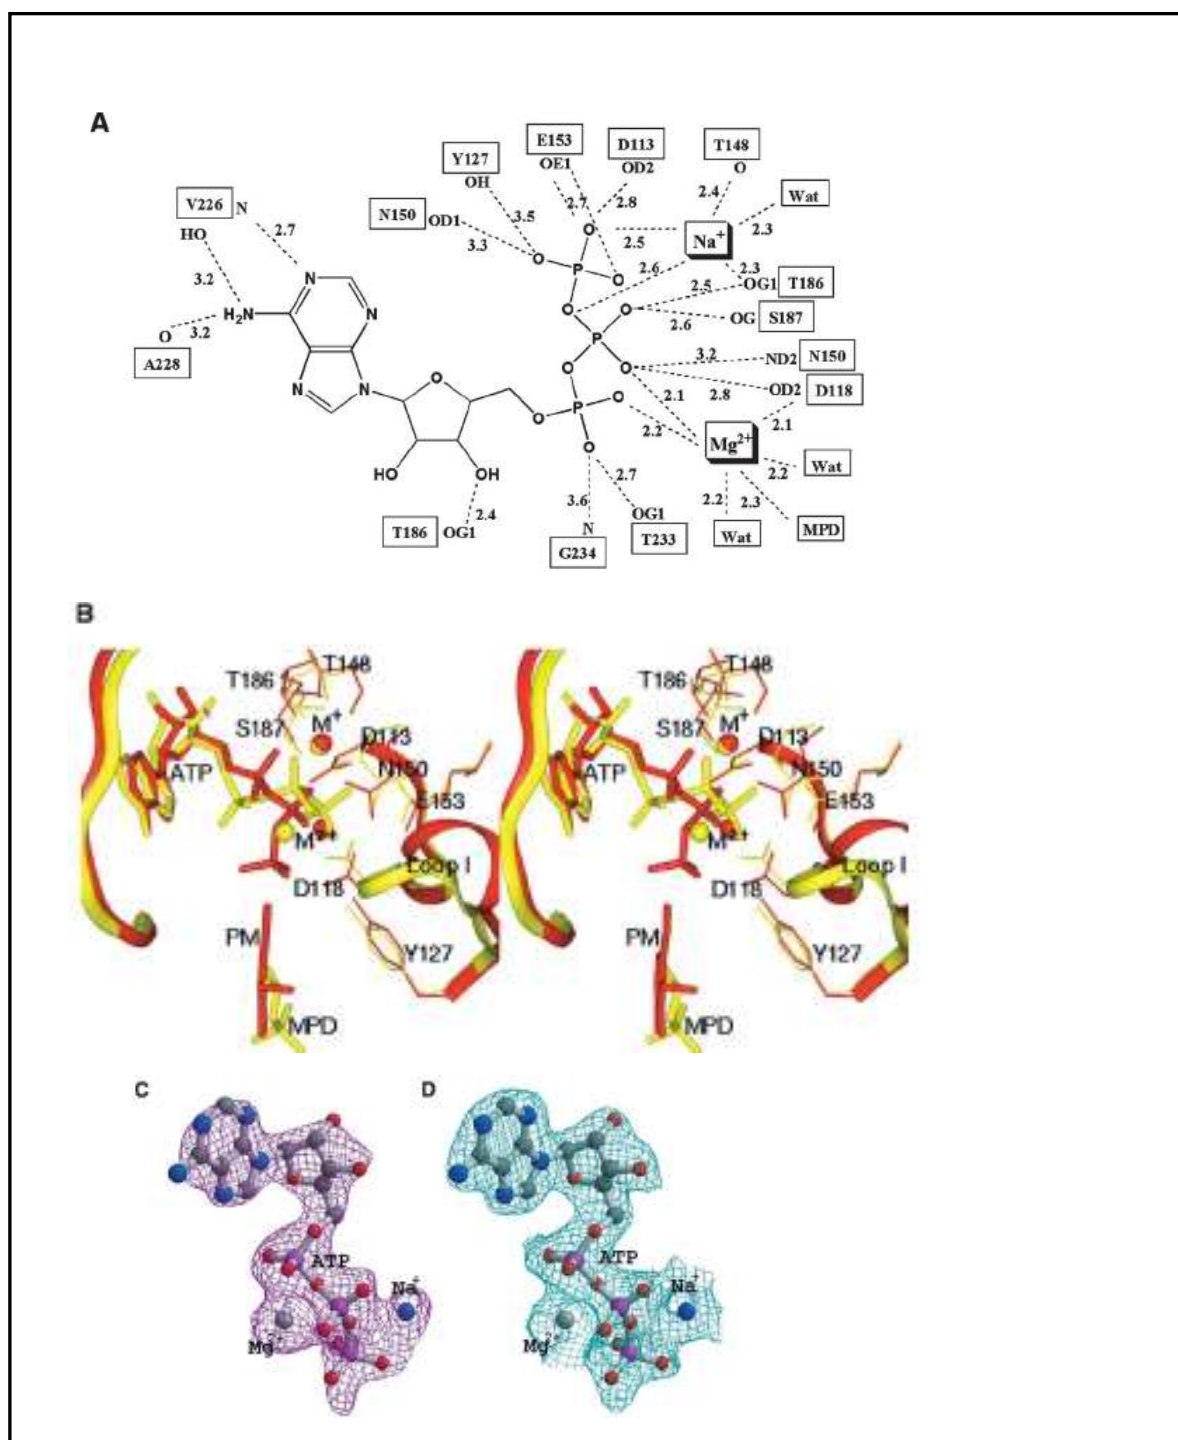 A
E153 D113 T148
OE1 OD2 O
Y127
OH
Wat
V226 N
2.7 2.8 2.4
N150 OD1
3.5
O
Na+
2.3
HO
2.7
3.3
O
2.5
2.6
2.3
P
O
2.5
OG1 T186
3.2
N
H2N
N
O
O
2.6
OG S187
O
3.2
P
3.2
ND2 N150
A228
O
O
2.8
OD2 D118
N
N
O
P
O
2.1
2.1
O
2.2
Mg2+
O
2.2
Wat
HO
OH
2.7
3.6
2.2
2.3
2.4
OG1
T186 OG1
N
T233
Wat
MPD
G234
B
T148 T148
T186 T186
S187 M+ S187 M+
D113 D113
ATP N150 ATP N150
E153 E153
M2+ M2+
Loop I Loop I
D118 D118
PM Y127 PM Y127
MPD MPD
C D
ATP ATP
Na+ Na+
Mg2+ Mg2+